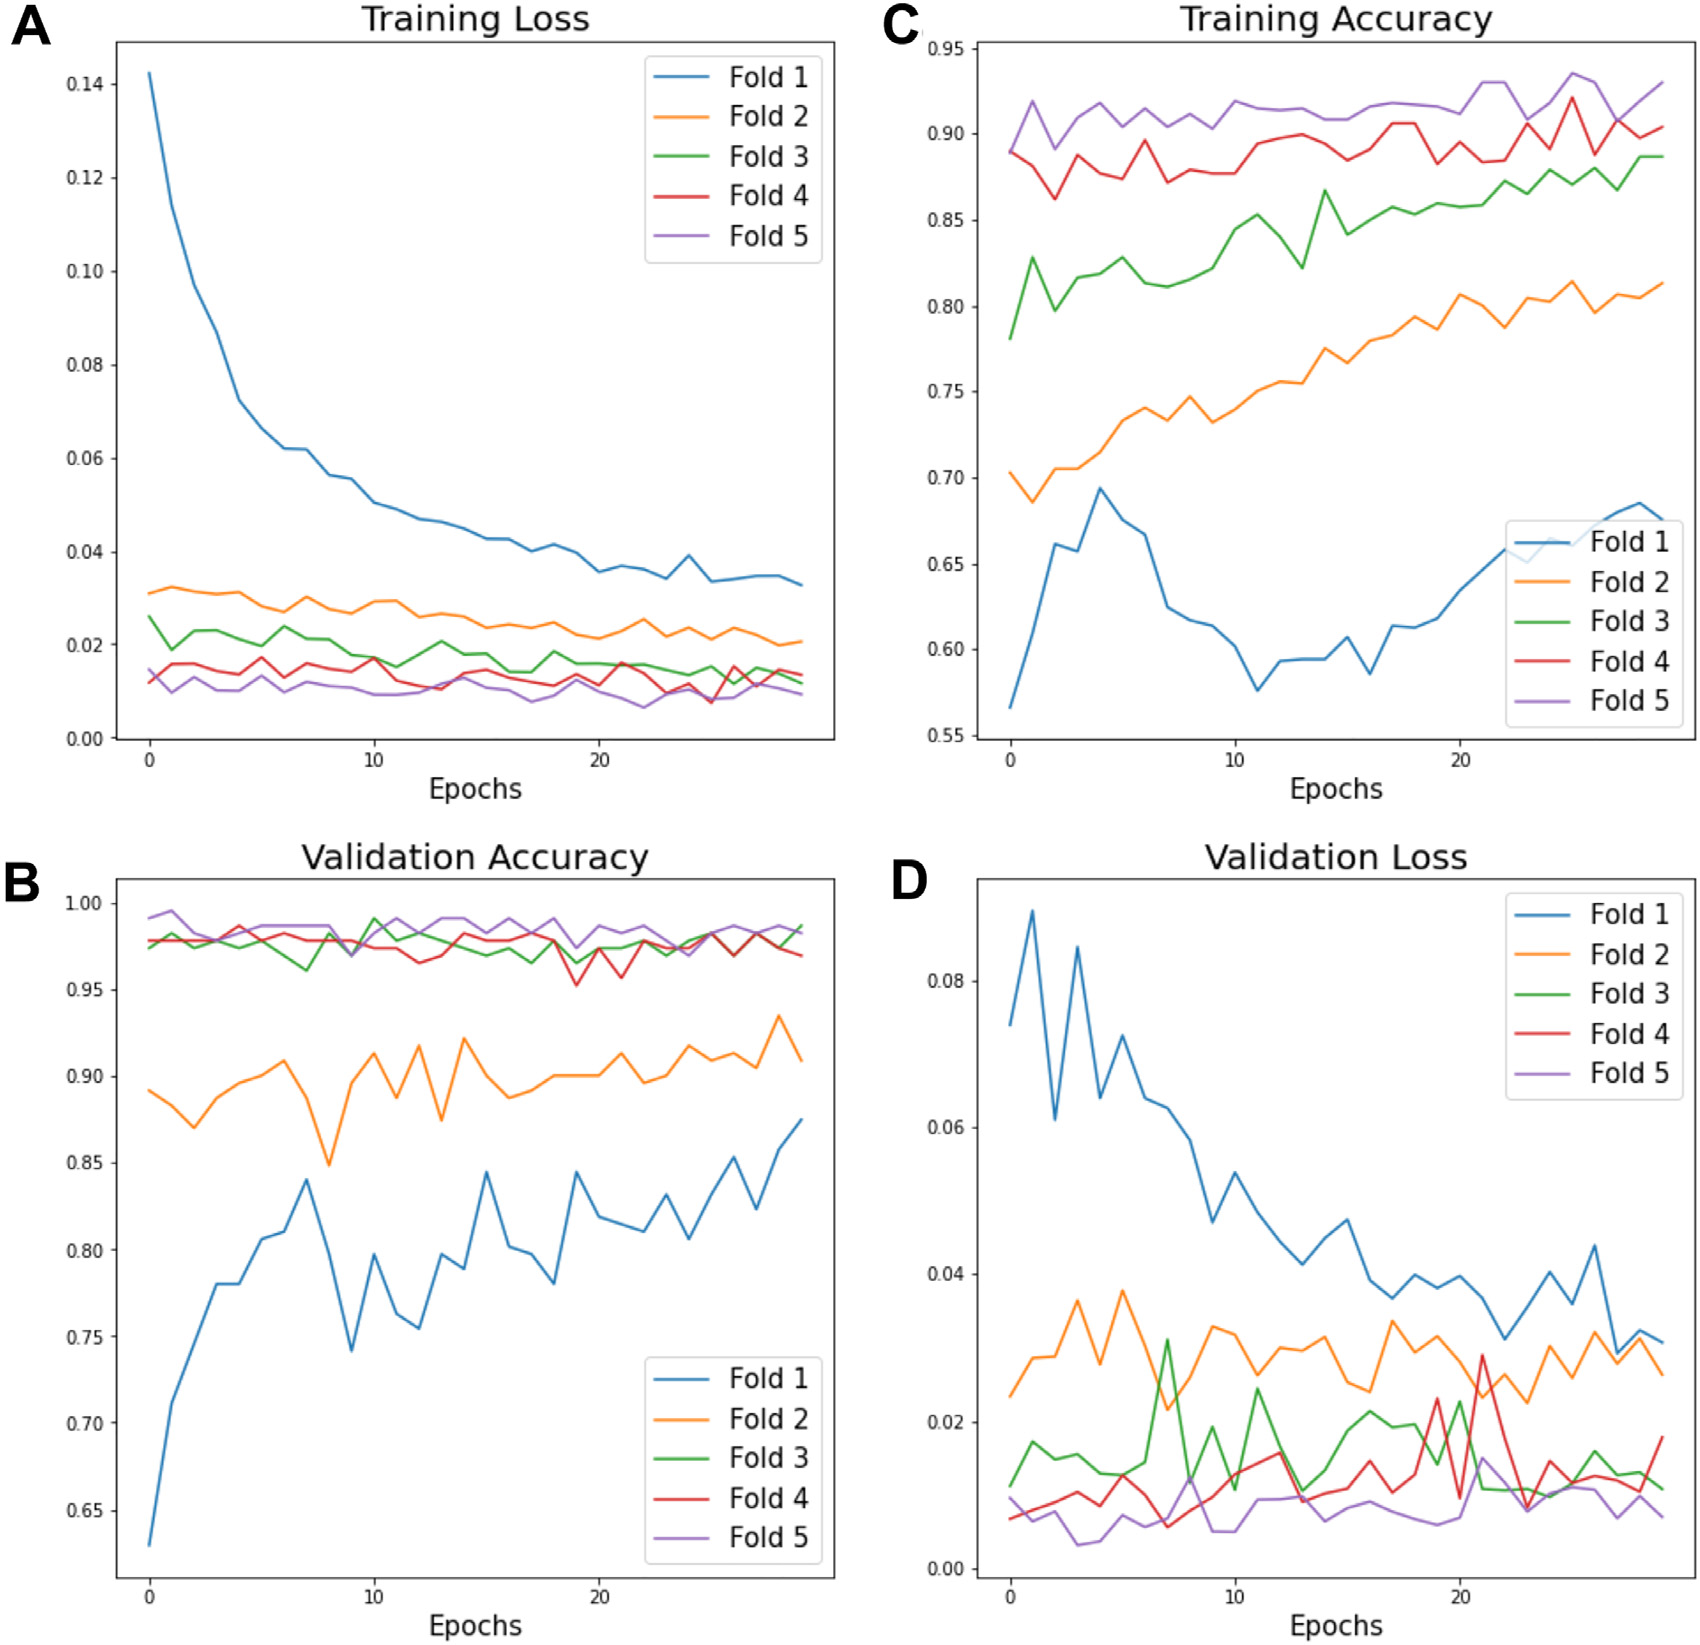 A
Training Loss
0.14
0.12
0.10
0.08
0.06
0.04
0.02
0.00
0 10 20
Epochs
Fold 1
Fold 2
Fold 3
Fold 4
Fold 5
C
Training Accuracy
0.95
0.90
0.85
0.80
0.75
0.70
0.65
0.60
0.55
0 10 20
Epochs
Fold 1
Fold 2
Fold 3
Fold 4
Fold 5
B
Validation Accuracy
1.00
0.95
0.90
0.85
0.80
0.75
0.70
0.65
0 10 20
Epochs
Fold 1
Fold 2
Fold 3
Fold 4
Fold 5
D
Validation Loss
0.08
0.06
0.04
0.02
0.00
0 10 20
Epochs
Fold 1
Fold 2
Fold 3
Fold 4
Fold 5